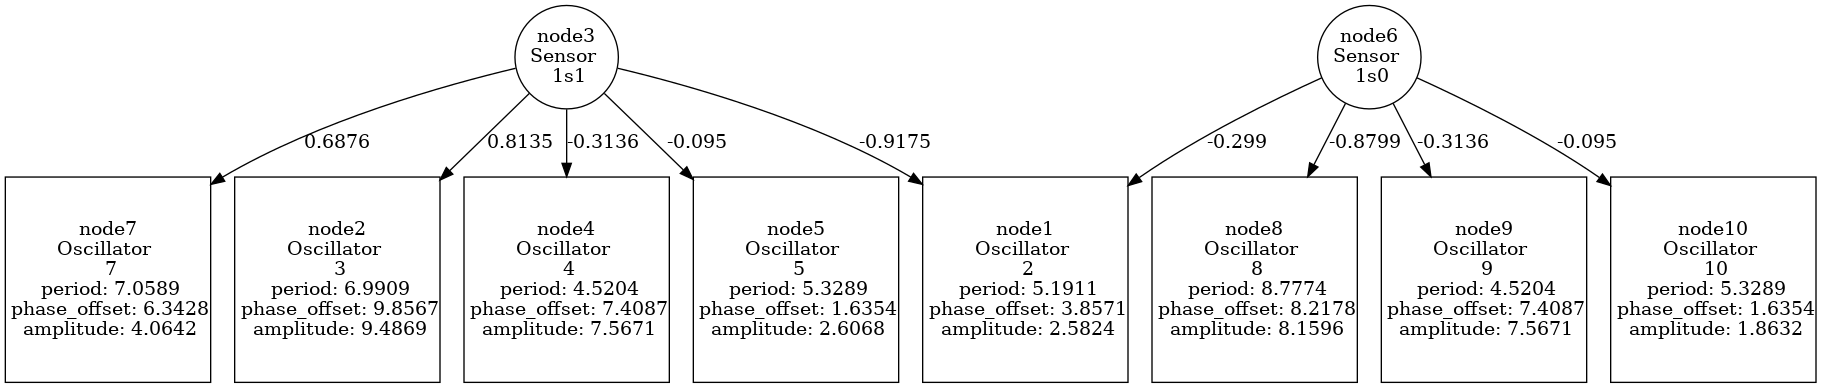 node3
Sensor
1s1
node6
Sensor
1s0
0.6876
0.8135
-0.3136
-0.095
-0.9175
-0.299
-0.8799
-0.3136
-0.095
node7
Oscillator
7
period: 7.0589
phase_offset: 6.3428
amplitude: 4.0642
node2
Oscillator
3
period: 6.9909
phase_offset: 9.8567
amplitude: 9.4869
node4
Oscillator
4
period: 4.5204
phase_offset: 7.4087
amplitude: 7.5671
node5
Oscillator
5
period: 5.3289
phase_offset: 1.6354
amplitude: 2.6068
node1
Oscillator
2
period: 5.1911
phase_offset: 3.8571
amplitude: 2.5824
node8
Oscillator
8
period: 8.7774
phase_offset: 8.2178
amplitude: 8.1596
node9
Oscillator
9
period: 4.5204
phase_offset: 7.4087
amplitude: 7.5671
node10
Oscillator
10
period: 5.3289
phase_offset: 1.6354
amplitude: 1.8632